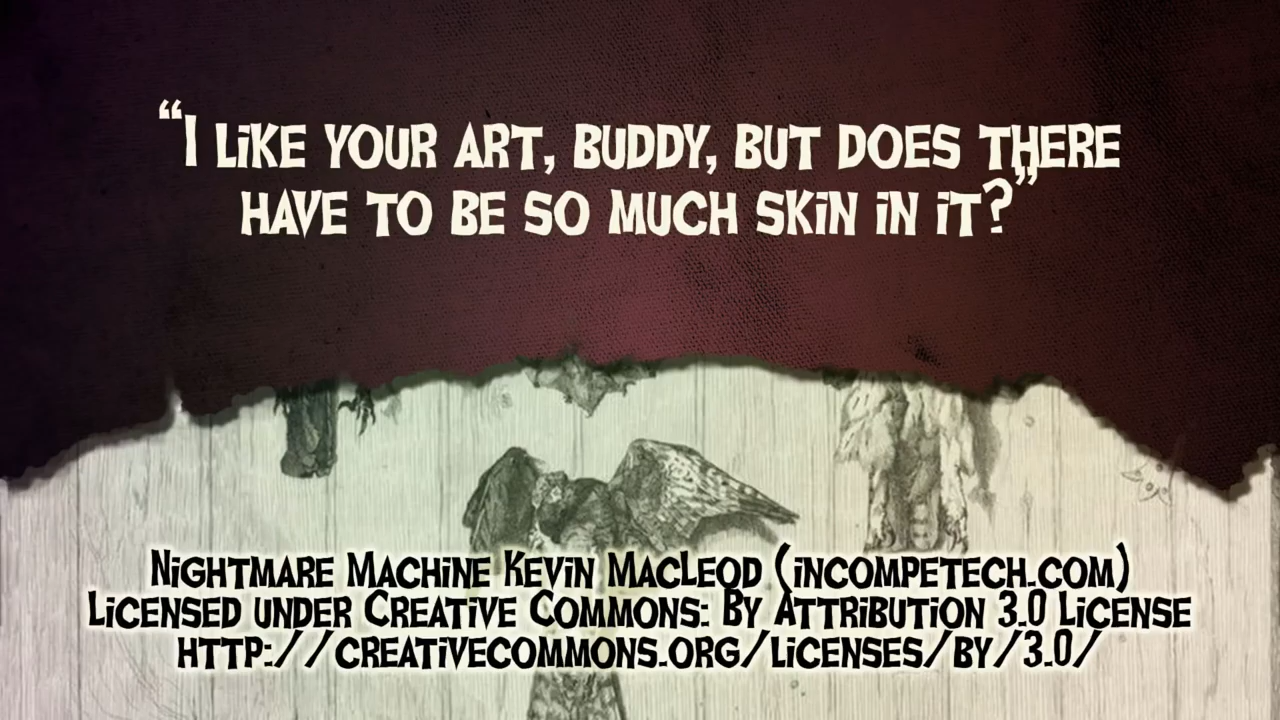 “I LiKE YOUR ART, BUDDY, BUT DOES THERE
HAVE TO BE SO MUCH SKiN iN iT?”
NiGHTMARE MACHiNE KEViN MACLEOD (iNCOMPETECH.COM)
LiCENSED UNDER CREATiVE COMMONS: BY ATTRiBUTiON 3.0 LiCENSE
HTTP://CREATiVECOMMONS.ORG/LiCENSES/BY/3.0/